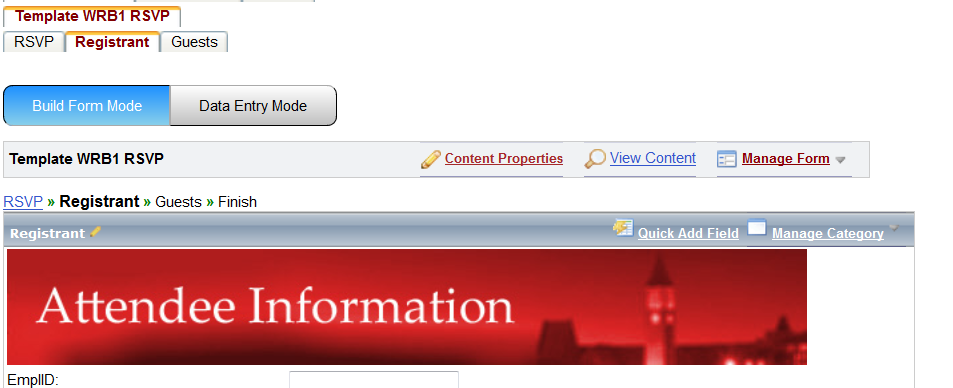 Template WRB1 RSVP
RSVP Registrant Guests
Build Form Mode Data Entry Mode
Template WRB1 RSVP Content Properties View Content Manage Form
RSVP » Registrant » Guests » Finish
Registrant Quick Add Field Manage Category
Attendee Information
EmplID: